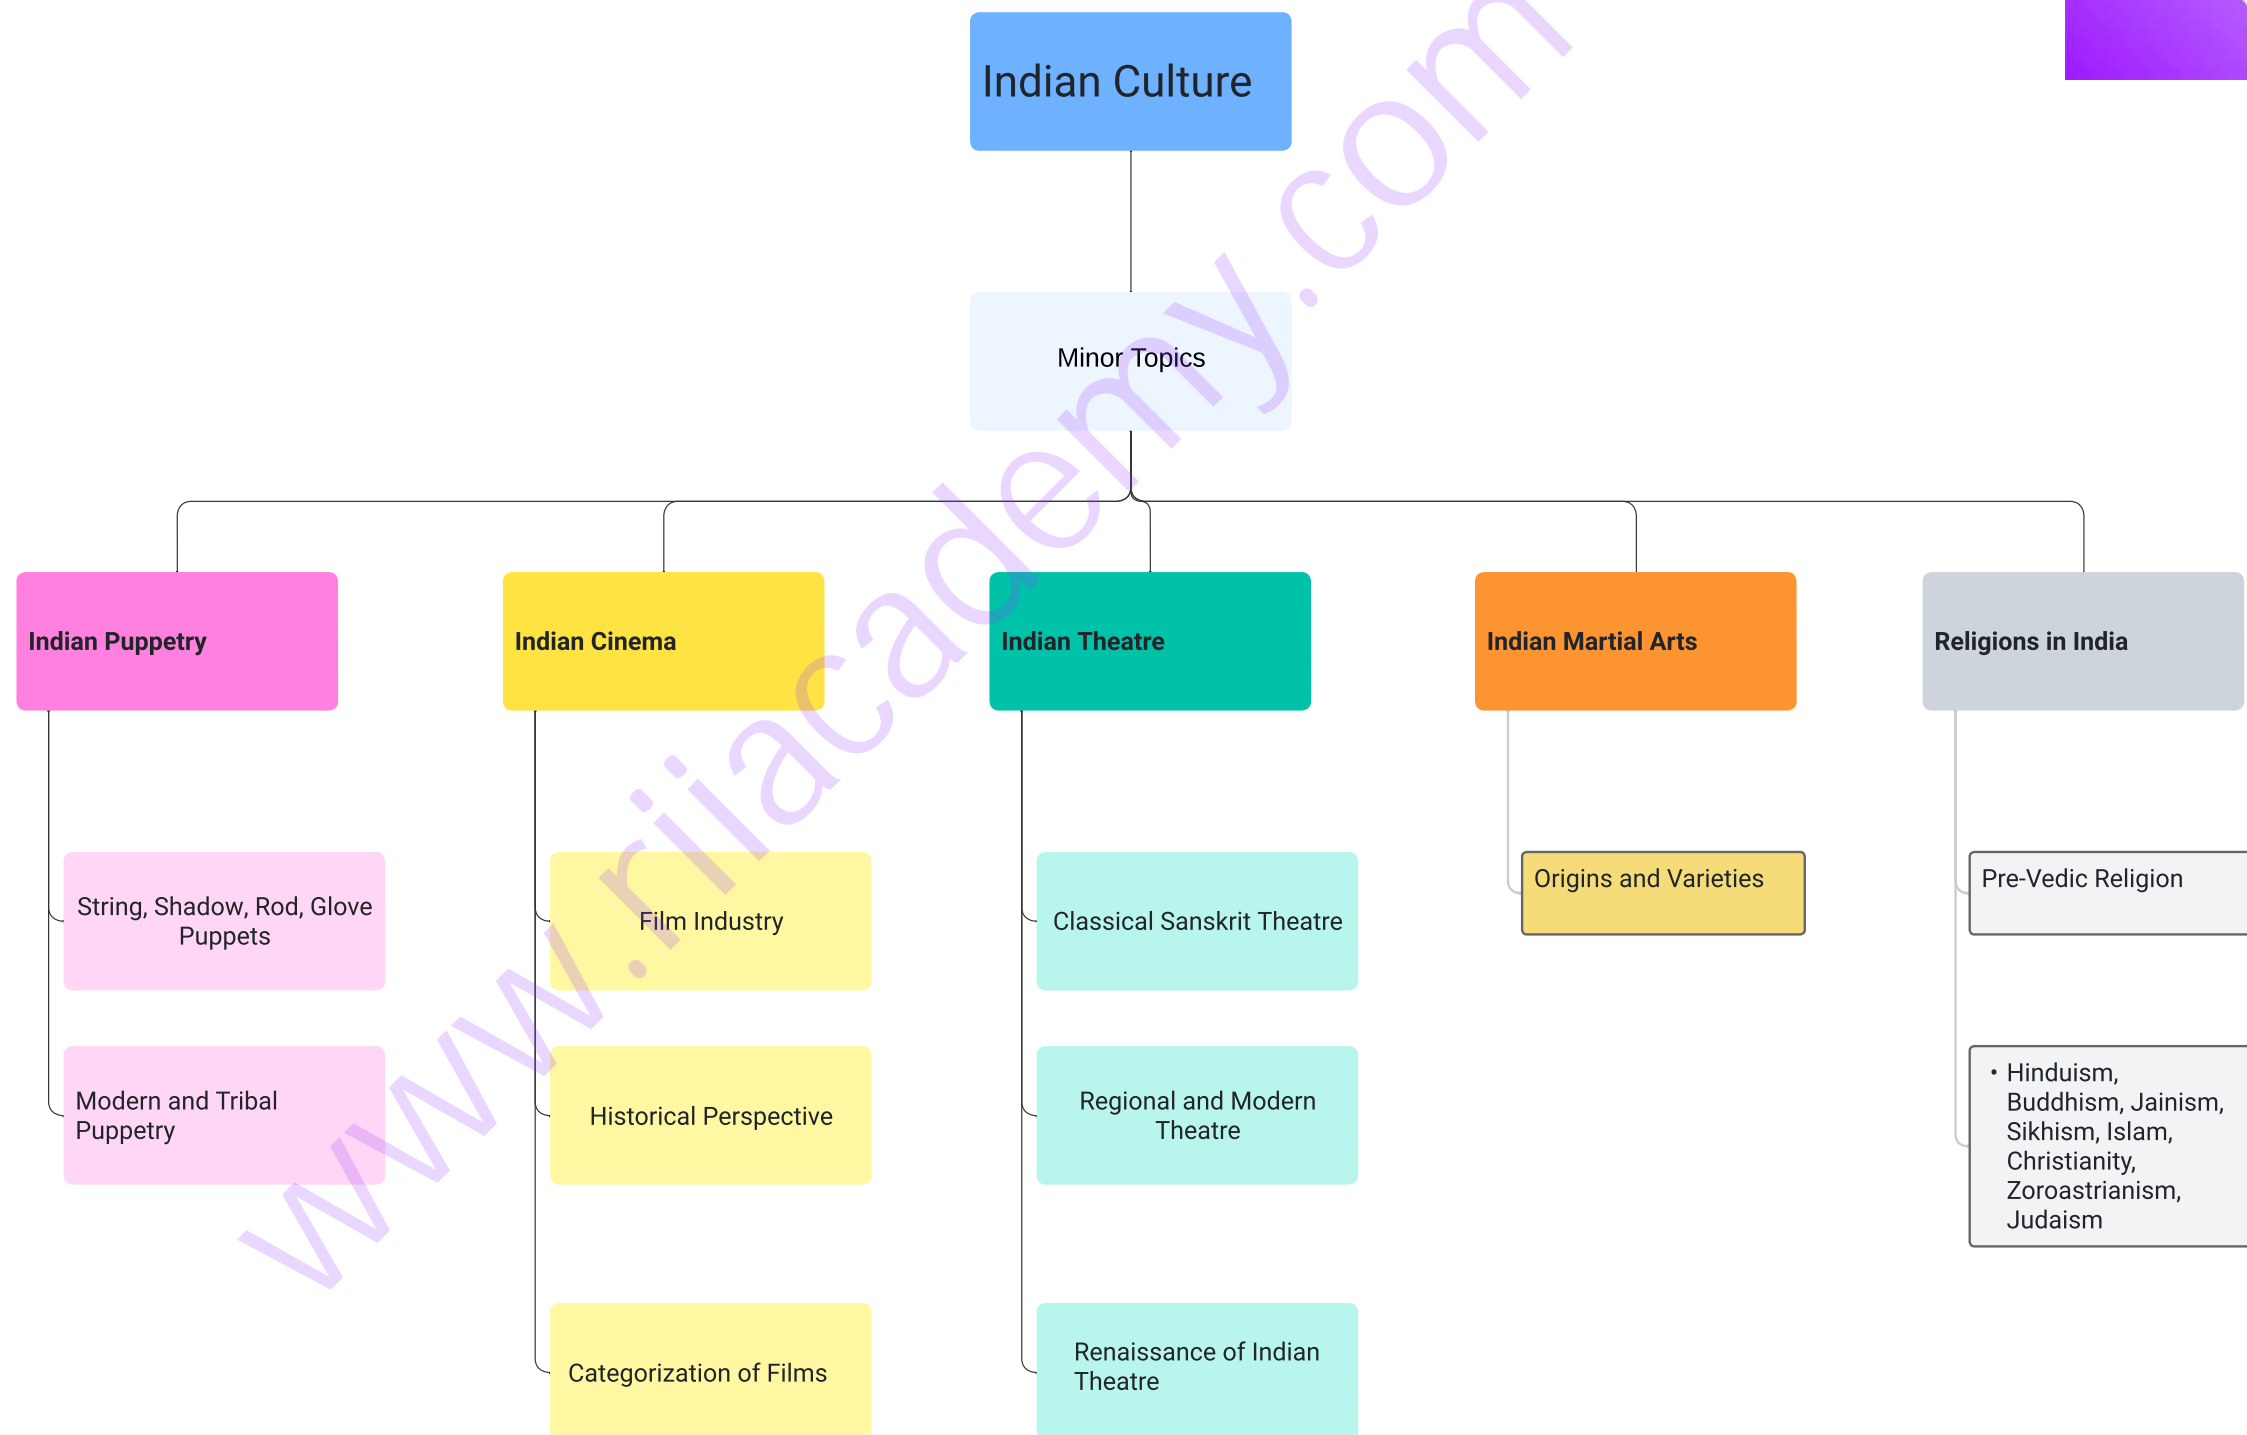 Indian Culture
Minor Topics
Indian Puppetry
Indian Cinema
Indian Theatre
Indian Martial Arts
Religions in India
String, Shadow, Rod, Glove
Puppets
Film Industry
Classical Sanskrit Theatre
Origins and Varieties
Pre-Vedic Religion
Modern and Tribal
Puppetry
Historical Perspective
Regional and Modern
Theatre
• Hinduism,
Buddhism, Jainism,
Sikhism, Islam,
Christianity,
Zoroastrianism,
Judaism
Categorization of Films
Renaissance of Indian
Theatre
www.riiacademy.com